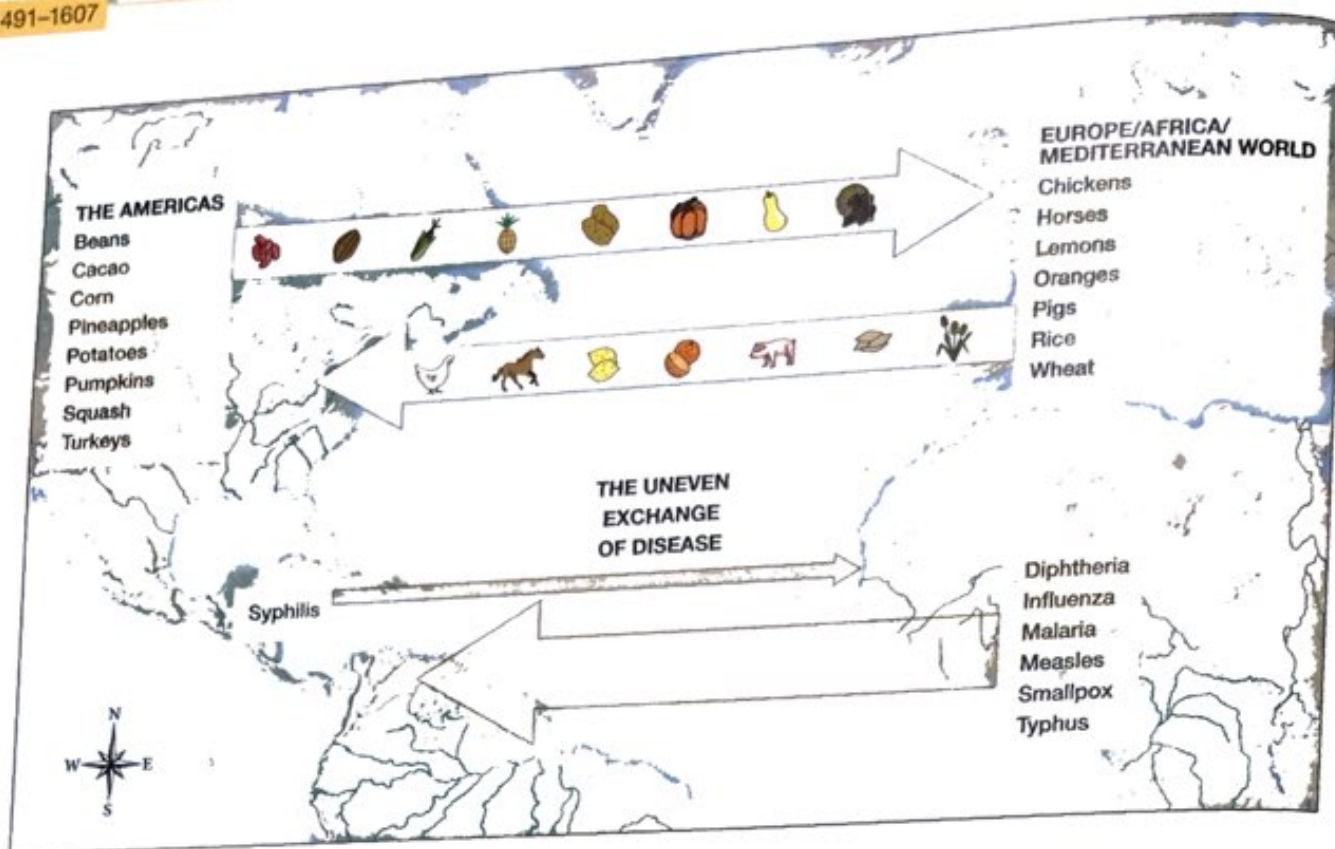 491–1607
THE AMERICAS
Beans
Cacao
Corn
Pineapples
Potatoes
Pumpkins
Squash
Turkeys
EUROPE/AFRICA/
MEDITERRANEAN WORLD
Chickens
Horses
Lemons
Oranges
Pigs
Rice
Wheat
THE UNEVEN
EXCHANGE
OF DISEASE
Syphilis
Diphtheria
Influenza
Malaria
Measles
Smallpox
Typhus
N
W E
S